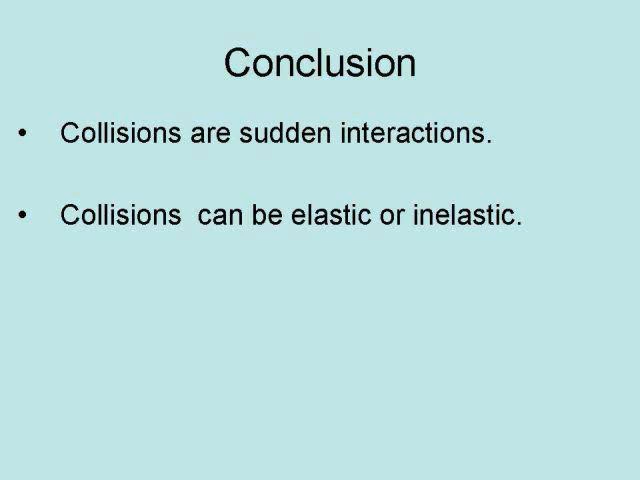 Conclusion
• Collisions are sudden interactions.
• Collisions  can be elastic or inelastic.